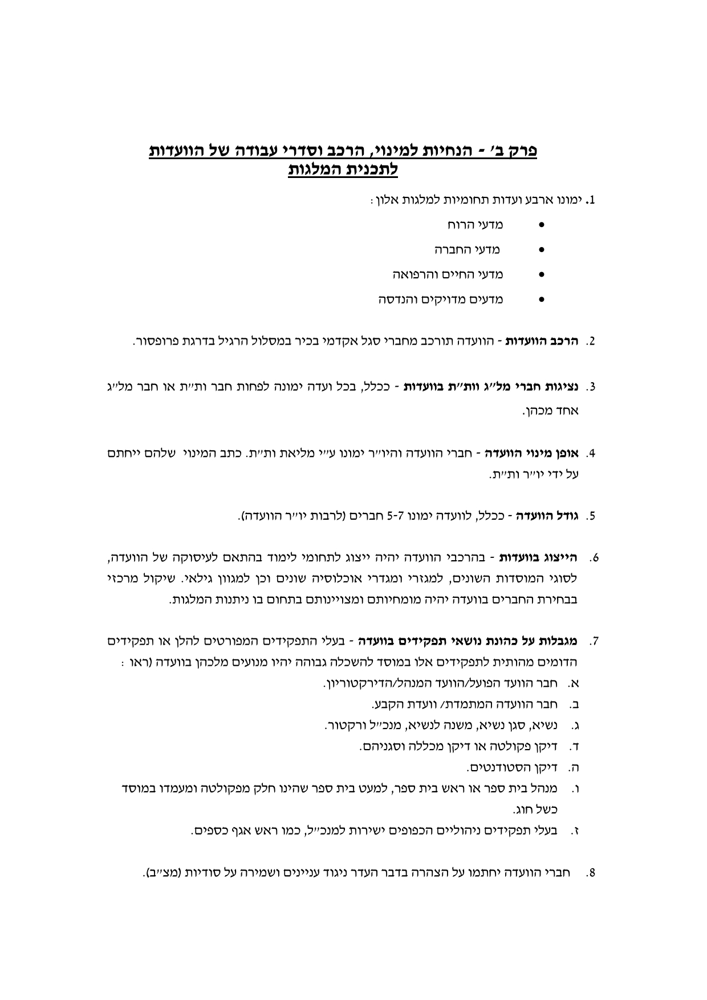 פרק ב' - הנחיות למינוי, הרכב וסדרי עבודה של הוועדות
לתכנית המלגות
1. ימונו ארבע ועדות תחומיות למלגות אלון:
• מדעי הרוח
• מדעי החברה
• מדעי החיים והרפואה
• מדעים מדויקים והנדסה
2. הרכב הוועדות - הוועדה תורכב מחברי סגל אקדמי בכיר במסלול הרגיל בדרגת פרופסור.
3. נציגות חברי מל"ג וות"ת בוועדות - ככלל, בכל ועדה ימונה לפחות חבר ות"ת או חבר מל"ג
אחד מכהן.
4. אופן מינוי הוועדה - חברי הוועדה והיו"ר ימונו ע"י מליאת ות"ת. כתב המינוי שלהם ייחתם
על ידי יו"ר ות"ת.
5. גודל הוועדה - ככלל, לוועדה ימונו 5-7 חברים (לרבות יו"ר הוועדה).
6. הייצוג בוועדות - בהרכבי הוועדה יהיה ייצוג לתחומי לימוד בהתאם לעיסוקה של הוועדה,
לסוגי המוסדות השונים, למגזרי ומגדרי אוכלוסיה שונים וכן למגוון גילאי. שיקול מרכזי
בבחירת החברים בוועדה יהיה מומחיותם ומצויינותם בתחום בו ניתנות המלגות.
7. מגבלות על כהונת נושאי תפקידים בוועדה - בעלי התפקידים המפורטים להלן או תפקידים
הדומים מהותית לתפקידים אלו במוסד להשכלה גבוהה יהיו מנועים מלכהן בוועדה (ראו :
א. חבר הוועד הפועל/הוועד המנהל/הדירקטוריון.
ב. חבר הוועדה המתמדת/ וועדת הקבע.
ג. נשיא, סגן נשיא, משנה לנשיא, מנכ"ל ורקטור.
ד. דיקן פקולטה או דיקן מכללה וסגניהם.
ה. דיקן הסטודנטים.
ו. מנהל בית ספר או ראש בית ספר, למעט בית ספר שהינו חלק מפקולטה ומעמדו במוסד
כשל חוג.
ז. בעלי תפקידים ניהוליים הכפופים ישירות למנכ"ל, כמו ראש אגף כספים.
8. חברי הוועדה יחתמו על הצהרה בדבר העדר ניגוד עניינים ושמירה על סודיות (מצ"ב).